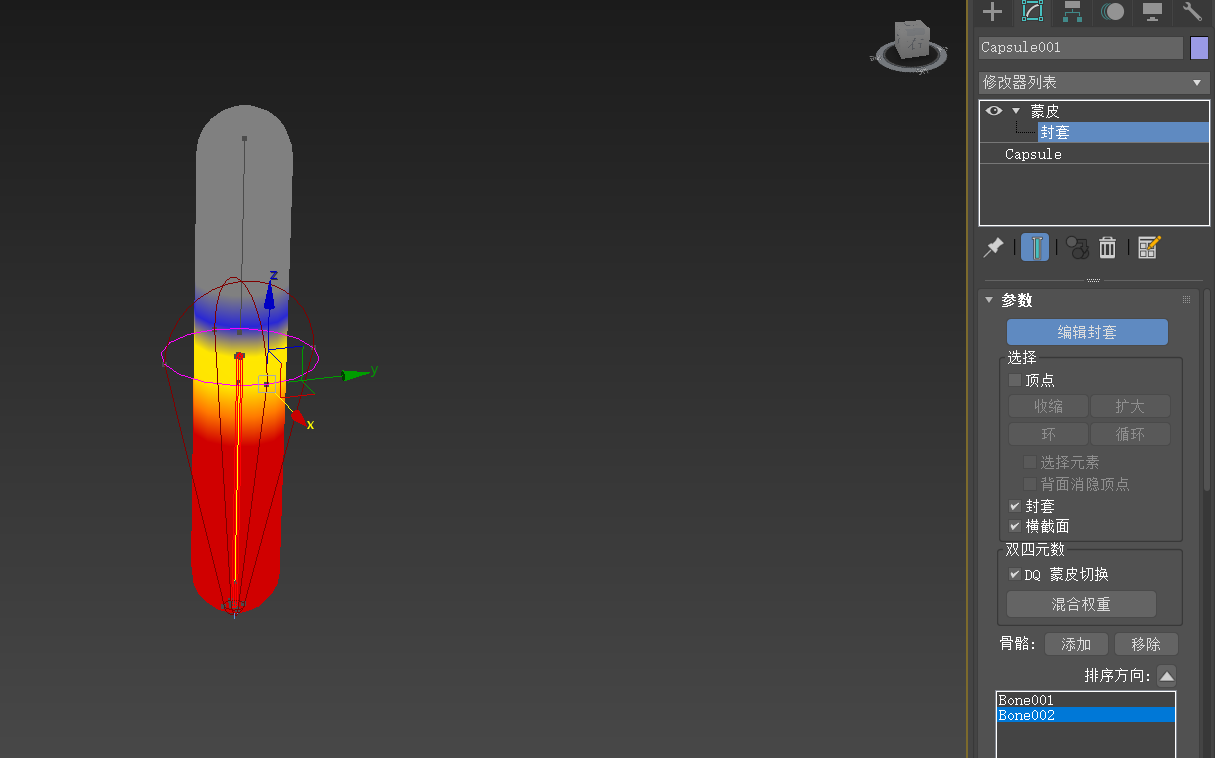 Capsule001
修改器列表
蒙皮
封套
Capsule
参数
编辑封套
选择
顶点
收缩 扩大
环 循环
选择元素
背面消隐顶点
封套
横截面
双四元数
DQ 蒙皮切换
混合权重
骨骼: 添加 移除
排序方向:
Bone001
Bone002
z
y
x